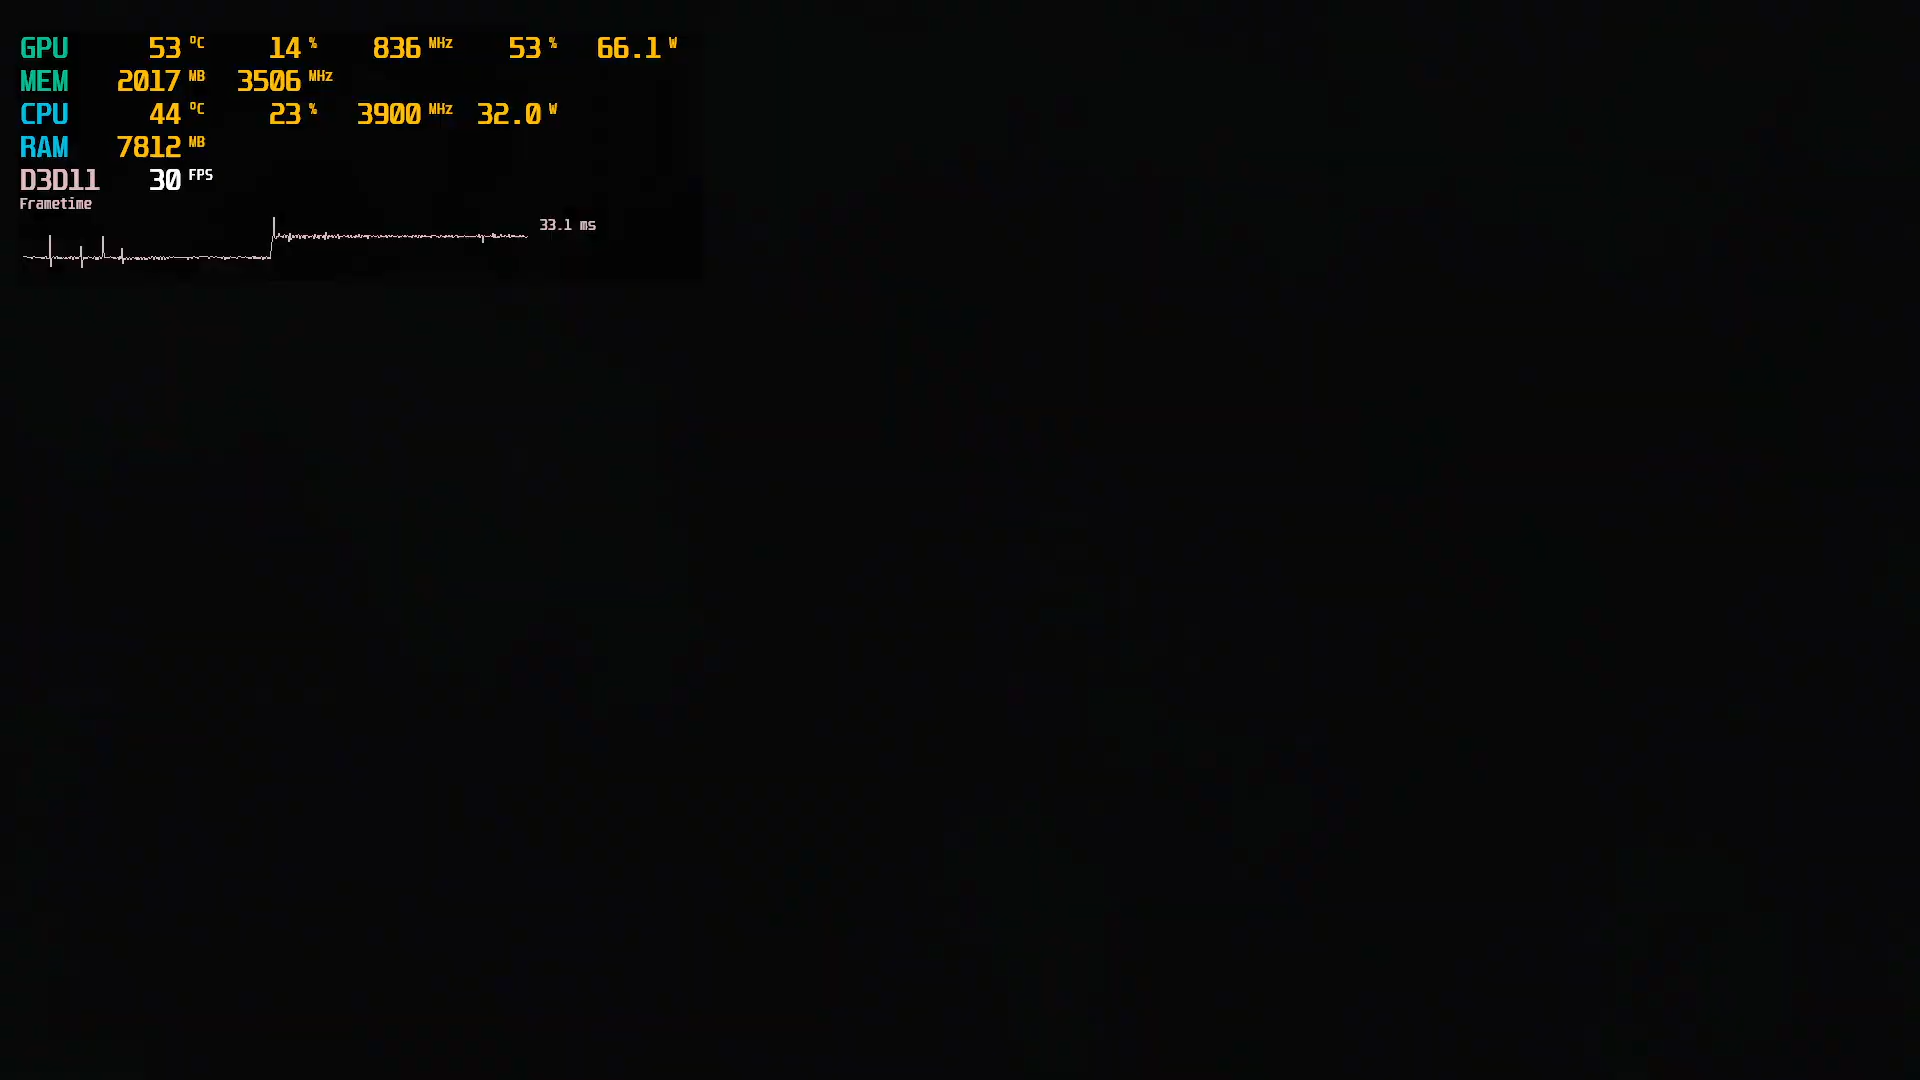 GPU 53 °C 14 % 836 MHz 53 % 66.1 W
MEM 2017 MB 3506 MHz
CPU 44 °C 23 % 3900 MHz 32.0 W
RAM 7812 MB
D3D11 30 FPS
Frametime
33.1 ms